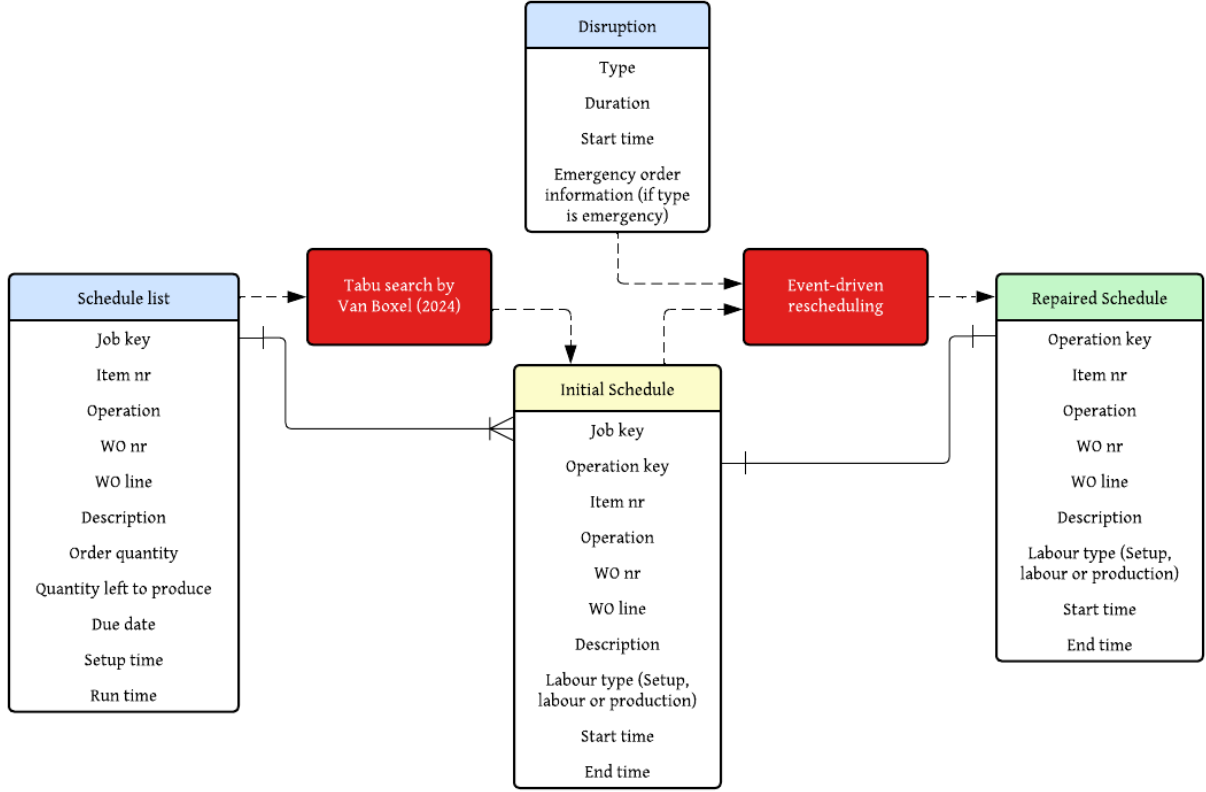 Disruption
Type
Duration
Start time
Emergency order
information (if type
is emergency)
Schedule list
Job key
Item nr
Operation
WO nr
WO line
Description
Order quantity
Quantity left to produce
Due date
Setup time
Run time
Tabu search by
Van Boxel (2024)
Initial Schedule
Job key
Operation key
Item nr
Operation
WO nr
WO line
Description
Labour type (Setup,
labour or production)
Start time
End time
Event-driven
rescheduling
Repaired Schedule
Operation key
Item nr
Operation
WO nr
WO line
Description
Labour type (Setup,
labour or production)
Start time
End time